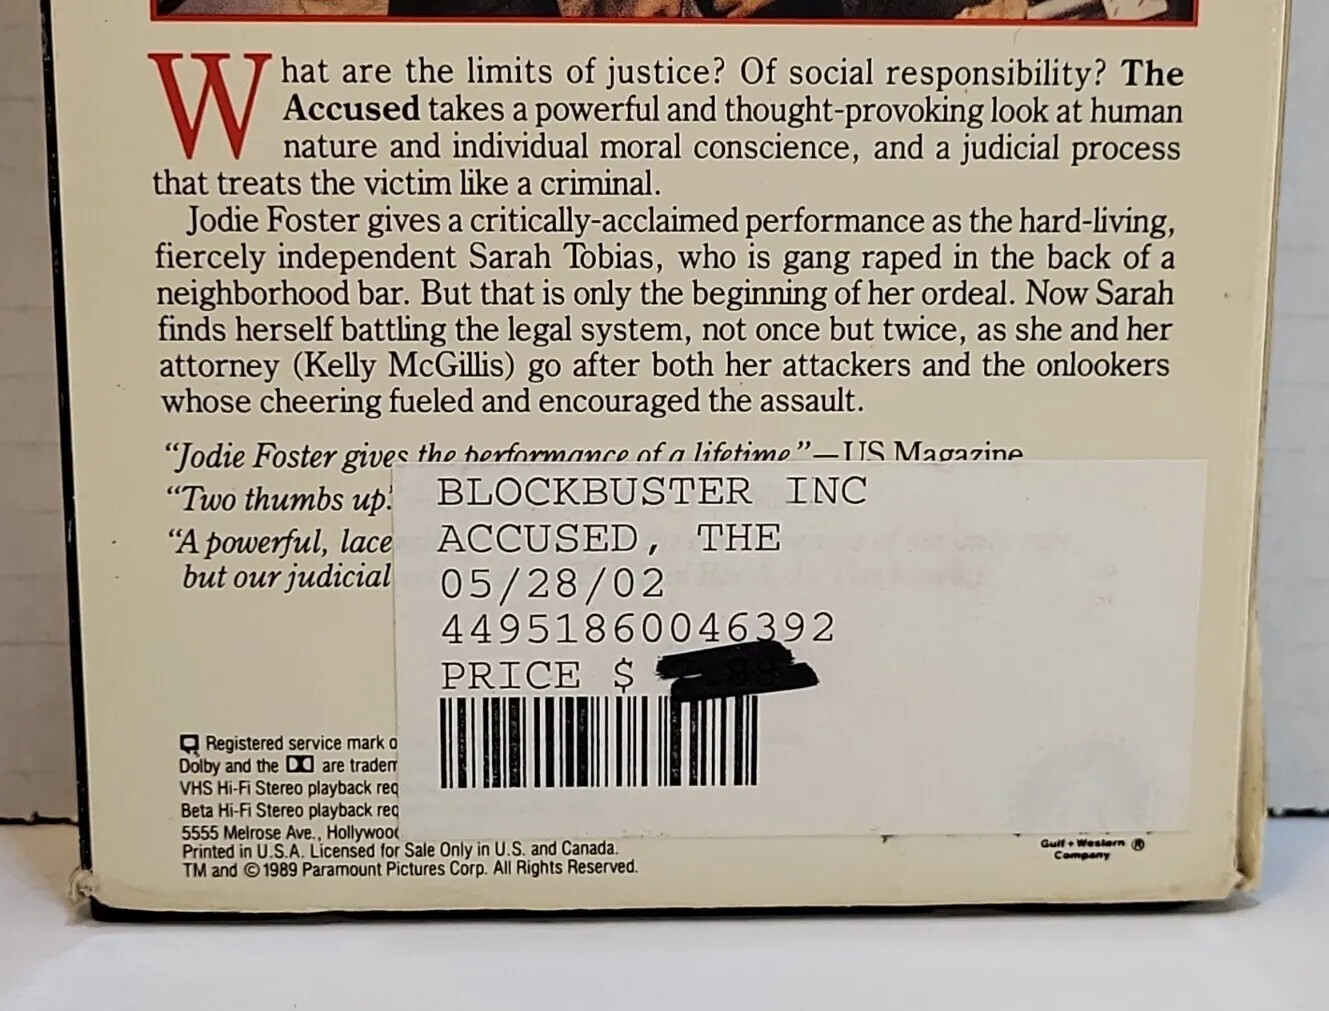 What are the limits of justice? Of social responsibility? The
Accused takes a powerful and thought-provoking look at human
nature and individual moral conscience, and a judicial process
that treats the victim like a criminal.
Jodie Foster gives a critically-acclaimed performance as the hard-living,
fiercely independent Sarah Tobias, who is gang raped in the back of a
neighborhood bar. But that is only the beginning of her ordeal. Now Sarah
finds herself battling the legal system, not once but twice, as she and her
attorney (Kelly McGillis) go after both her attackers and the onlookers
whose cheering fueled and encouraged the assault.
“Jodie Foster gives the performance of a lifetime”—US Magazine
“Two thumbs up
“A powerful, lace
but our judicial
BLOCKBUSTER INC
ACCUSED, THE
05/28/02
44951860046392
PRICE $
Registered service mark o
Dolby and the are tradem
VHS Hi-Fi Stereo playback req
Beta Hi-Fi Stereo playback req
5555 Melrose Ave., Hollywood
Printed in U.S.A. Licensed for Sale Only in U.S. and Canada.
TM and © 1989 Paramount Pictures Corp. All Rights Reserved.
Gulf+Western ®
Company